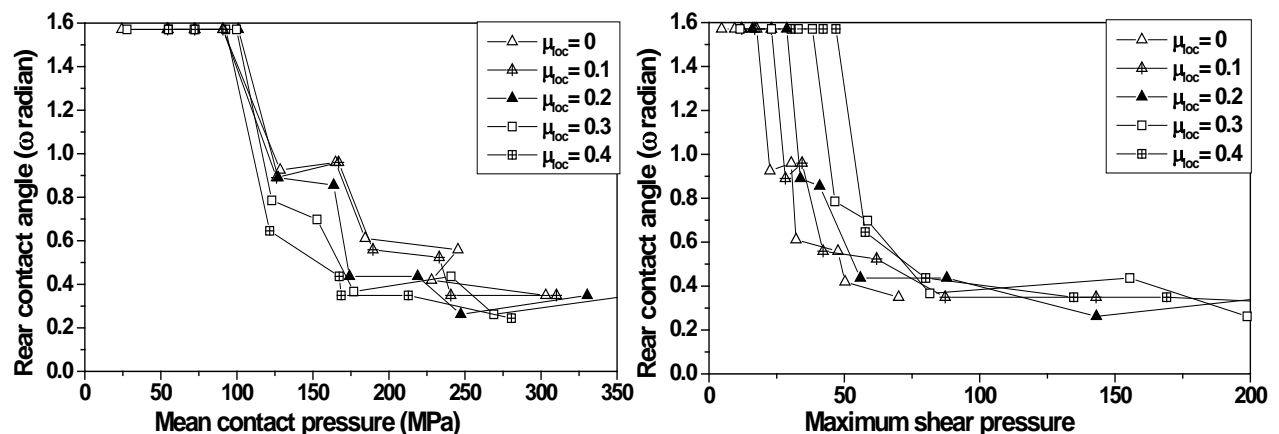 Rear contact angle (ω radian)
1.6
1.4
1.2
1.0
0.8
0.6
0.4
0.2
0.0
0 50 100 150 200 250 300 350
Mean contact pressure (MPa)
μloc= 0
μloc= 0.1
μloc= 0.2
μloc= 0.3
μloc= 0.4
Rear contact angle (ω radian)
1.6
1.4
1.2
1.0
0.8
0.6
0.4
0.2
0.0
0 50 100 150 200
Maximum shear pressure
μloc= 0
μloc= 0.1
μloc= 0.2
μloc= 0.3
μloc= 0.4